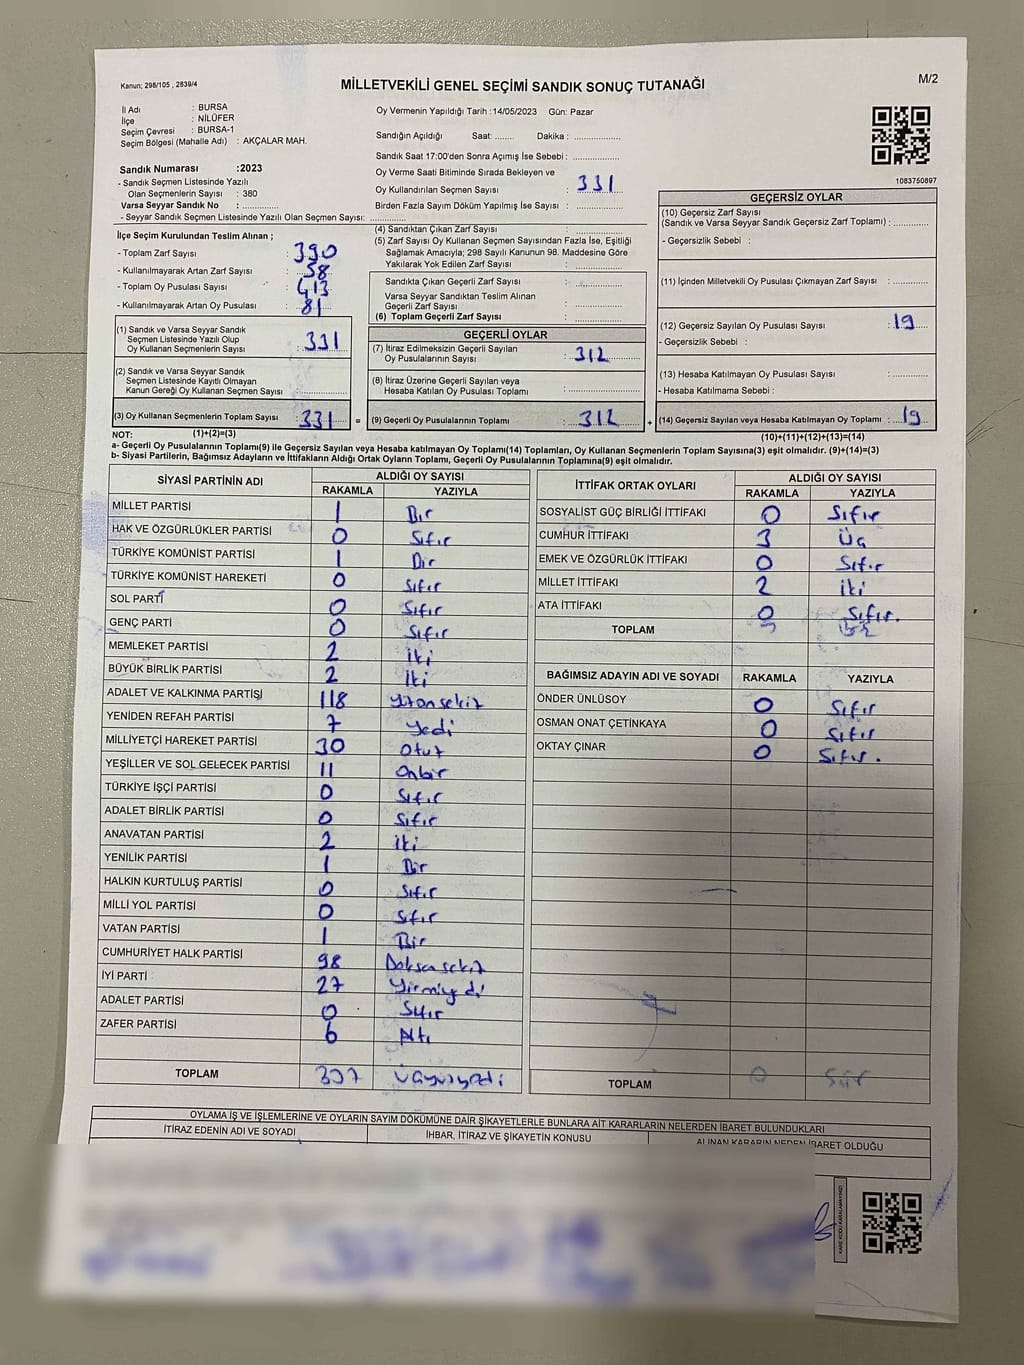 Kanun; 298/105 , 2839/4
MİLLETVEKİLİ GENEL SEÇİMİ SANDIK SONUÇ TUTANAĞI
M/2
İl Adı : BURSA
İlçe : NİLÜFER
Seçim Çevresi : BURSA-1
Seçim Bölgesi (Mahalle Adı) : AKÇALAR MAH.
Sandık Numarası :2023
- Sandık Seçmen Listesinde Yazılı
Olan Seçmenlerin Sayısı : 380
Varsa Seyyar Sandık No : ..............
- Seyyar Sandık Seçmen Listesinde Yazılı Olan Seçmen Sayısı: ..............
Oy Vermenin Yapıldığı Tarih :14/05/2023 Gün: Pazar
Sandığın Açıldığı Saat: ....... Dakika : ..............
Sandık Saat 17:00'den Sonra Açımış İse Sebebi : ..............
Oy Verme Saati Bitiminde Sırada Bekleyen ve
Oy Kullandırılan Seçmen Sayısı : 331
Birden Fazla Sayım Döküm Yapılmış İse Sayısı : ..............
1083750897
İlçe Seçim Kurulundan Teslim Alınan ;
- Toplam Zarf Sayısı : 390
- Kullanılmayarak Artan Zarf Sayısı : 58
- Toplam Oy Pusulası Sayısı : 413
- Kullanılmayarak Artan Oy Pusulası : 81
(1) Sandık ve Varsa Seyyar Sandık
Seçmen Listesinde Yazılı Olup
Oy Kullanan Seçmenlerin Sayısı : 331
(2) Sandık ve Varsa Seyyar Sandık
Seçmen Listesinde Kayıtlı Olmayan
Kanun Gereği Oy Kullanan Seçmen Sayısı : ..............
(3) Oy Kullanan Seçmenlerin Toplam Sayısı : 331 =
(4) Sandıktan Çıkan Zarf Sayısı : ..............
(5) Zarf Sayısı Oy Kullanan Seçmen Sayısından Fazla İse, Eşitliği
Sağlamak Amacıyla; 298 Sayılı Kanunun 98. Maddesine Göre
Yakılarak Yok Edilen Zarf Sayısı : ..............
Sandıkta Çıkan Geçerli Zarf Sayısı : ..............
Varsa Seyyar Sandıktan Teslim Alınan
Geçerli Zarf Sayısı : ..............
(6) Toplam Geçerli Zarf Sayısı : ..............
GEÇERLİ OYLAR
(7) İtiraz Edilmeksizin Geçerli Sayılan
Oy Pusulalarının Sayısı : 312
(8) İtiraz Üzerine Geçerli Sayılan veya
Hesaba Katılan Oy Pusulası Toplamı : ..............
(9) Geçerli Oy Pusulalarının Toplamı : 312 +
GEÇERSİZ OYLAR
(10) Geçersiz Zarf Sayısı
(Sandık ve Varsa Seyyar Sandık Geçersiz Zarf Toplamı) : ..............
- Geçersizlik Sebebi :
(11) İçinden Milletvekili Oy Pusulası Çıkmayan Zarf Sayısı : ..............
(12) Geçersiz Sayılan Oy Pusulası Sayısı : 19
- Geçersizlik Sebebi :
(13) Hesaba Katılmayan Oy Pusulası Sayısı : ..............
- Hesaba Katılmama Sebebi :
(14) Geçersiz Sayılan veya Hesaba Katılmayan Oy Toplamı : 19
NOT: (1)+(2)=(3) (10)+(11)+(12)+(13)=(14)
a- Geçerli Oy Pusulalarının Toplamı(9) ile Geçersiz Sayılan veya Hesaba katılmayan Oy Toplamı(14) Toplamları, Oy Kullanan Seçmenlerin Toplam Sayısına(3) eşit olmalıdır. (9)+(14)=(3)
b- Siyasi Partilerin, Bağımsız Adayların ve İttifakların Aldığı Ortak Oyların Toplamı, Geçerli Oy Pusulalarının Toplamına(9) eşit olmalıdır.
SİYASİ PARTİNİN ADI ALDIĞI OY SAYISI
RAKAMLA YAZIYLA
MİLLET PARTİSİ 1 Bir
HAK VE ÖZGÜRLÜKLER PARTİSİ 0 Sıfır
TÜRKİYE KOMÜNİST PARTİSİ 1 Bir
TÜRKİYE KOMÜNİST HAREKETİ 0 Sıfır
SOL PARTİ 0 Sıfır
GENÇ PARTİ 0 Sıfır
MEMLEKET PARTİSİ 2 İki
BÜYÜK BİRLİK PARTİSİ 2 İki
ADALET VE KALKINMA PARTİSİ 118 Yüzonsekiz
YENİDEN REFAH PARTİSİ 7 Yedi
MİLLİYETÇİ HAREKET PARTİSİ 30 Otuz
YEŞİLLER VE SOL GELECEK PARTİSİ 11 Onbir
TÜRKİYE İŞÇİ PARTİSİ 0 Sıfır
ADALET BİRLİK PARTİSİ 0 Sıfır
ANAVATAN PARTİSİ 2 İki
YENİLİK PARTİSİ 1 Bir
HALKIN KURTULUŞ PARTİSİ 0 Sıfır
MİLLİ YOL PARTİSİ 0 Sıfır
VATAN PARTİSİ 1 Bir
CUMHURİYET HALK PARTİSİ 98 Doksansekiz
İYİ PARTİ 27 Yirmiyedi
ADALET PARTİSİ 0 Sıfır
ZAFER PARTİSİ 6 Altı
TOPLAM 307 Üçyüzyedi
İTTİFAK ORTAK OYLARI ALDIĞI OY SAYISI
RAKAMLA YAZIYLA
SOSYALİST GÜÇ BİRLİĞİ İTTİFAKI 0 Sıfır
CUMHUR İTTİFAKI 3 Üç
EMEK VE ÖZGÜRLÜK İTTİFAKI 0 Sıfır
MİLLET İTTİFAKI 2 İki
ATA İTTİFAKI 0 Sıfır.
TOPLAM 5
BAĞIMSIZ ADAYIN ADI VE SOYADI RAKAMLA YAZIYLA
ÖNDER ÜNLÜSOY 0 Sıfır
OSMAN ONAT ÇETİNKAYA 0 Sıfır
OKTAY ÇINAR 0 Sıfır.
TOPLAM 0 Sıfır
OYLAMA İŞ VE İŞLEMLERİNE VE OYLARIN SAYIM DÖKÜMÜNE DAİR ŞİKAYETLERLE BUNLARA AİT KARARLARIN NELERDEN İBARET BULUNDUKLARI
İTİRAZ EDENİN ADI VE SOYADI İHBAR, İTİRAZ VE ŞİKAYETİN KONUSU ALINAN KARARIN NEDEN İBARET OLDUĞU